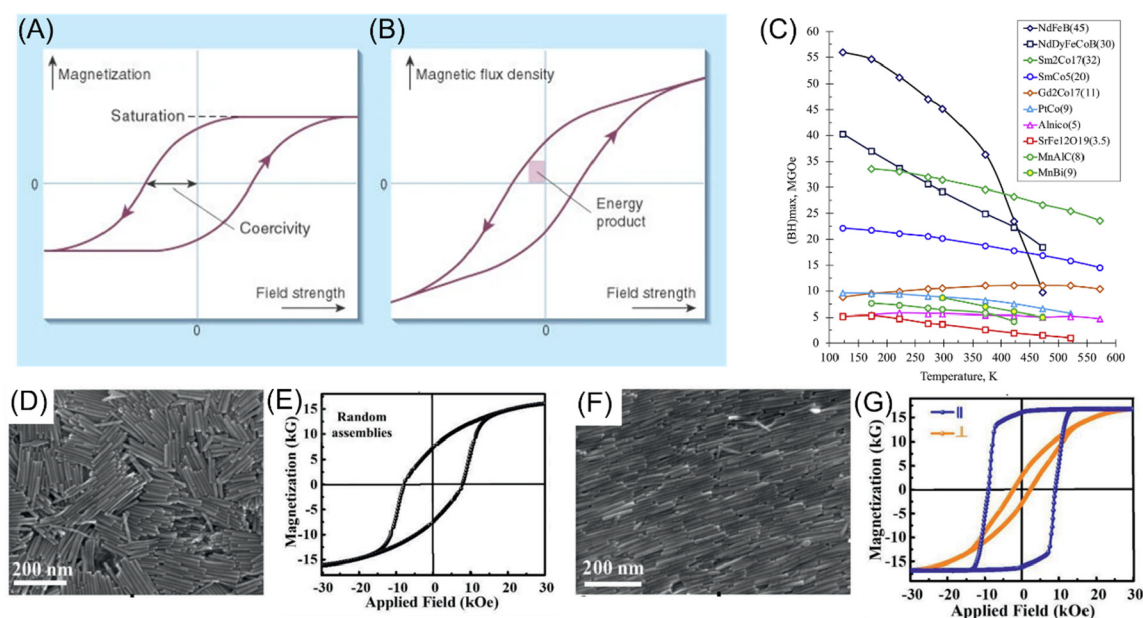 (A)
Magnetization
Saturation
0
Coercivity
Field strength
0
(B)
Magnetic flux density
0
Energy
product
Field strength
0
(C)
(BH)max, MGOe
60
55
50
45
40
35
30
25
20
15
10
5
0
100 150 200 250 300 350 400 450 500 550 600
Temperature, K
NdFeB(45)
NdDyFeCoB(30)
Sm2Co17(32)
SmCo5(20)
Gd2Co17(11)
PtCo(9)
Alnico(5)
SrFe12O19(3.5)
MnAlC(8)
MnBi(9)
(D)
200 nm
(E)
Random
assemblies
Magnetization (kG)
15
10
5
0
-5
-10
-15
-30 -20 -10 0 10 20 30
Applied Field (kOe)
(F)
200 nm
(G)
||
⊥
Magnetization (kG)
15
10
5
0
-5
-10
-15
-30 -20 -10 0 10 20 30
Applied Field (kOe)